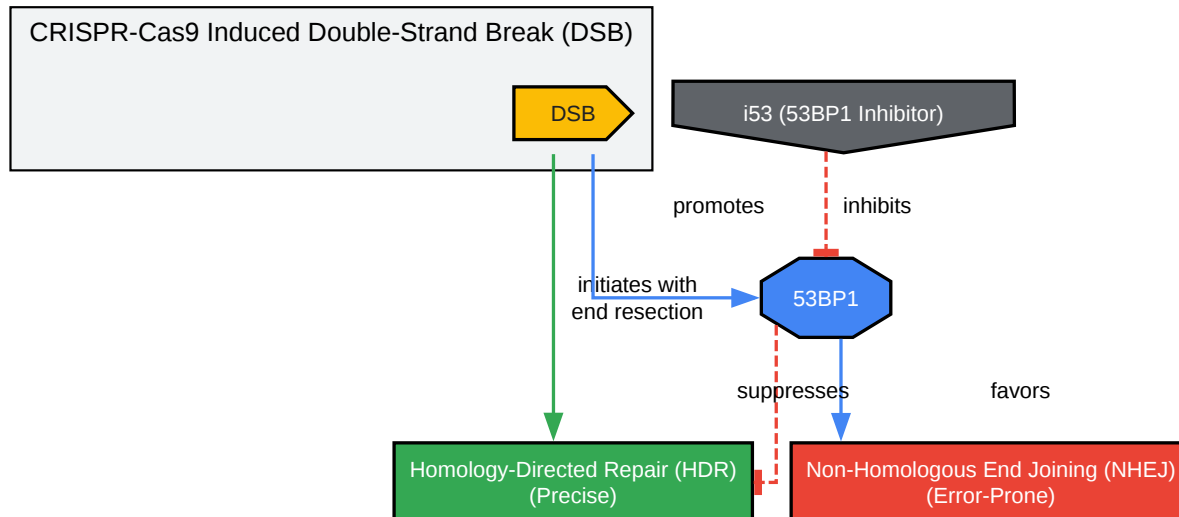 CRISPR-Cas9 Induced Double-Strand Break (DSB)
DSB
i53 (53BP1 Inhibitor)
promotes
inhibits
initiates with
end resection
53BP1
suppresses
favors
Homology-Directed Repair (HDR)
(Precise)
Non-Homologous End Joining (NHEJ)
(Error-Prone)